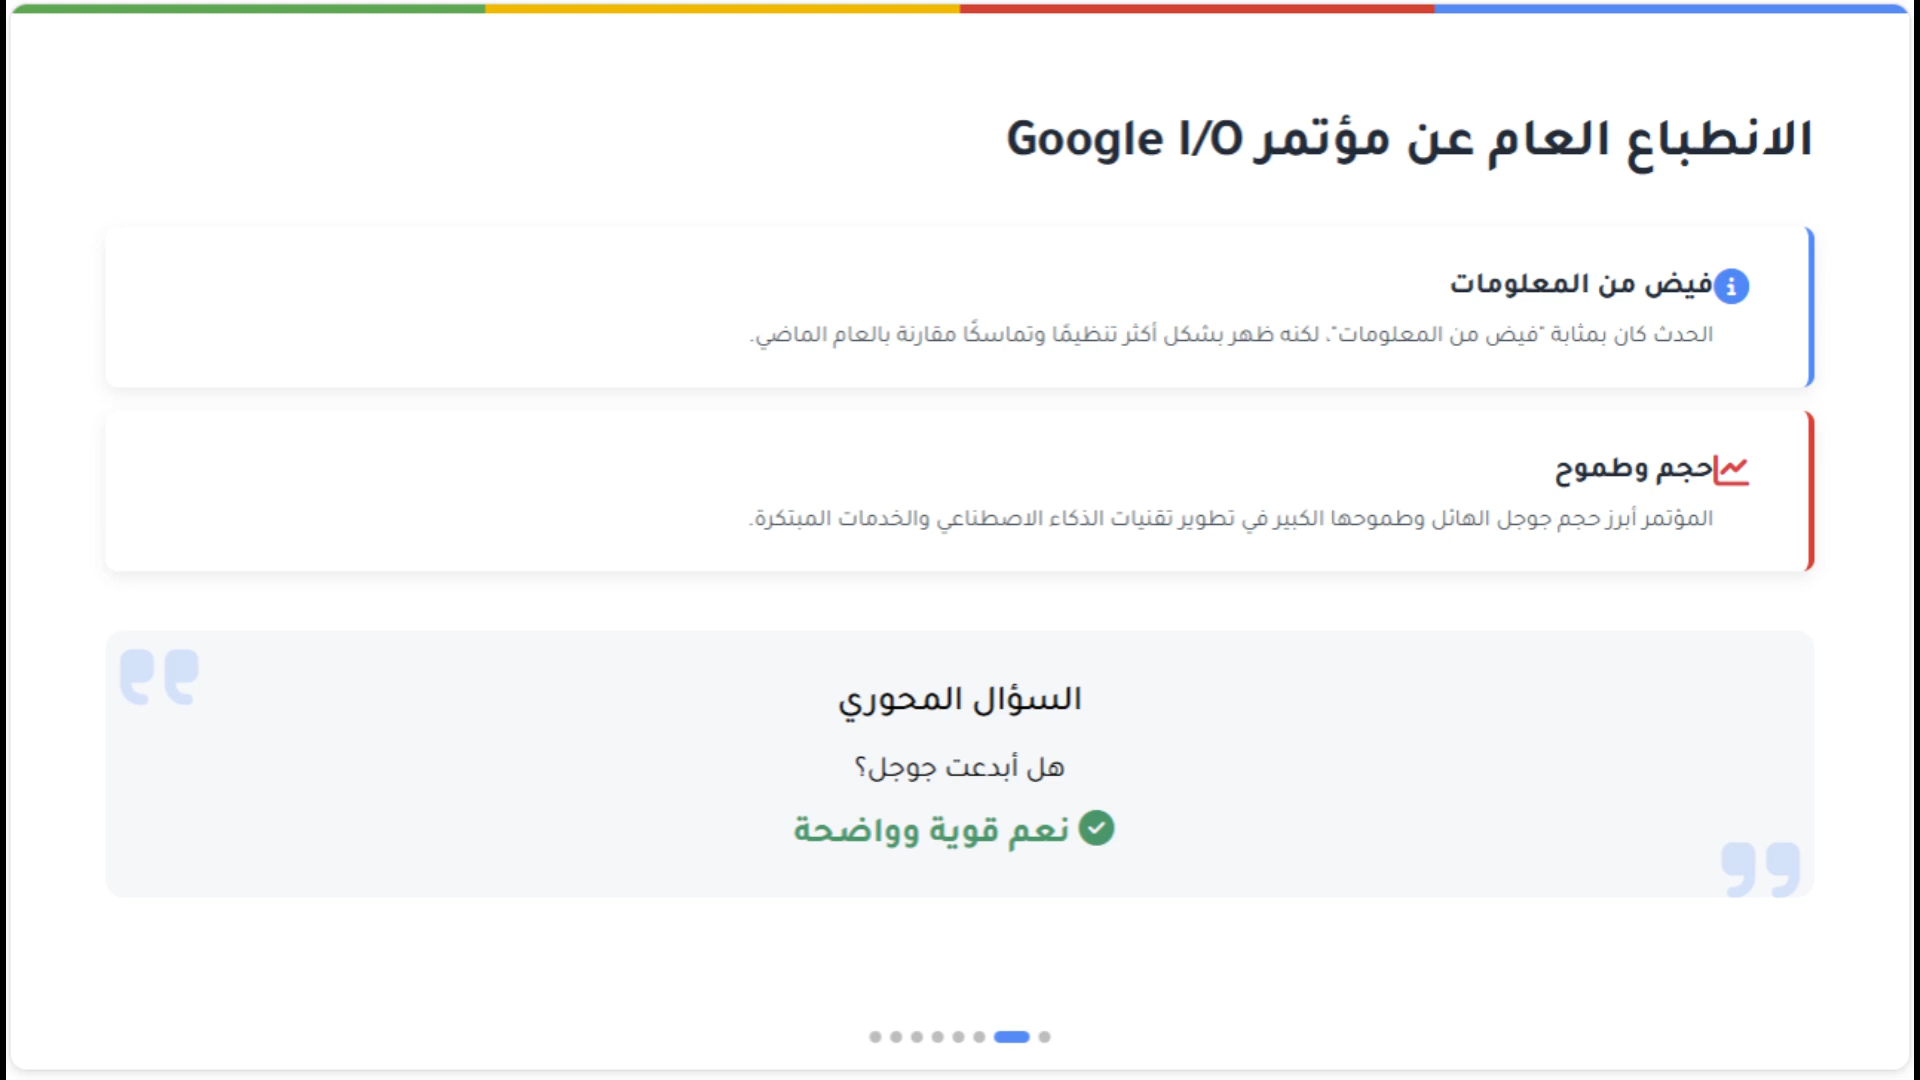 الانطباع العام عن مؤتمر Google I/O
فيض من المعلومات
الحدث كان بمثابة "فيض من المعلومات"، لكنه ظهر بشكل أكثر تنظيمًا وتماسكًا مقارنة بالعام الماضي.
حجم وطموح
المؤتمر أبرز حجم جوجل الهائل وطموحها الكبير في تطوير تقنيات الذكاء الاصطناعي والخدمات المبتكرة.
السؤال المحوري
هل أبدعت جوجل؟
نعم قوية وواضحة